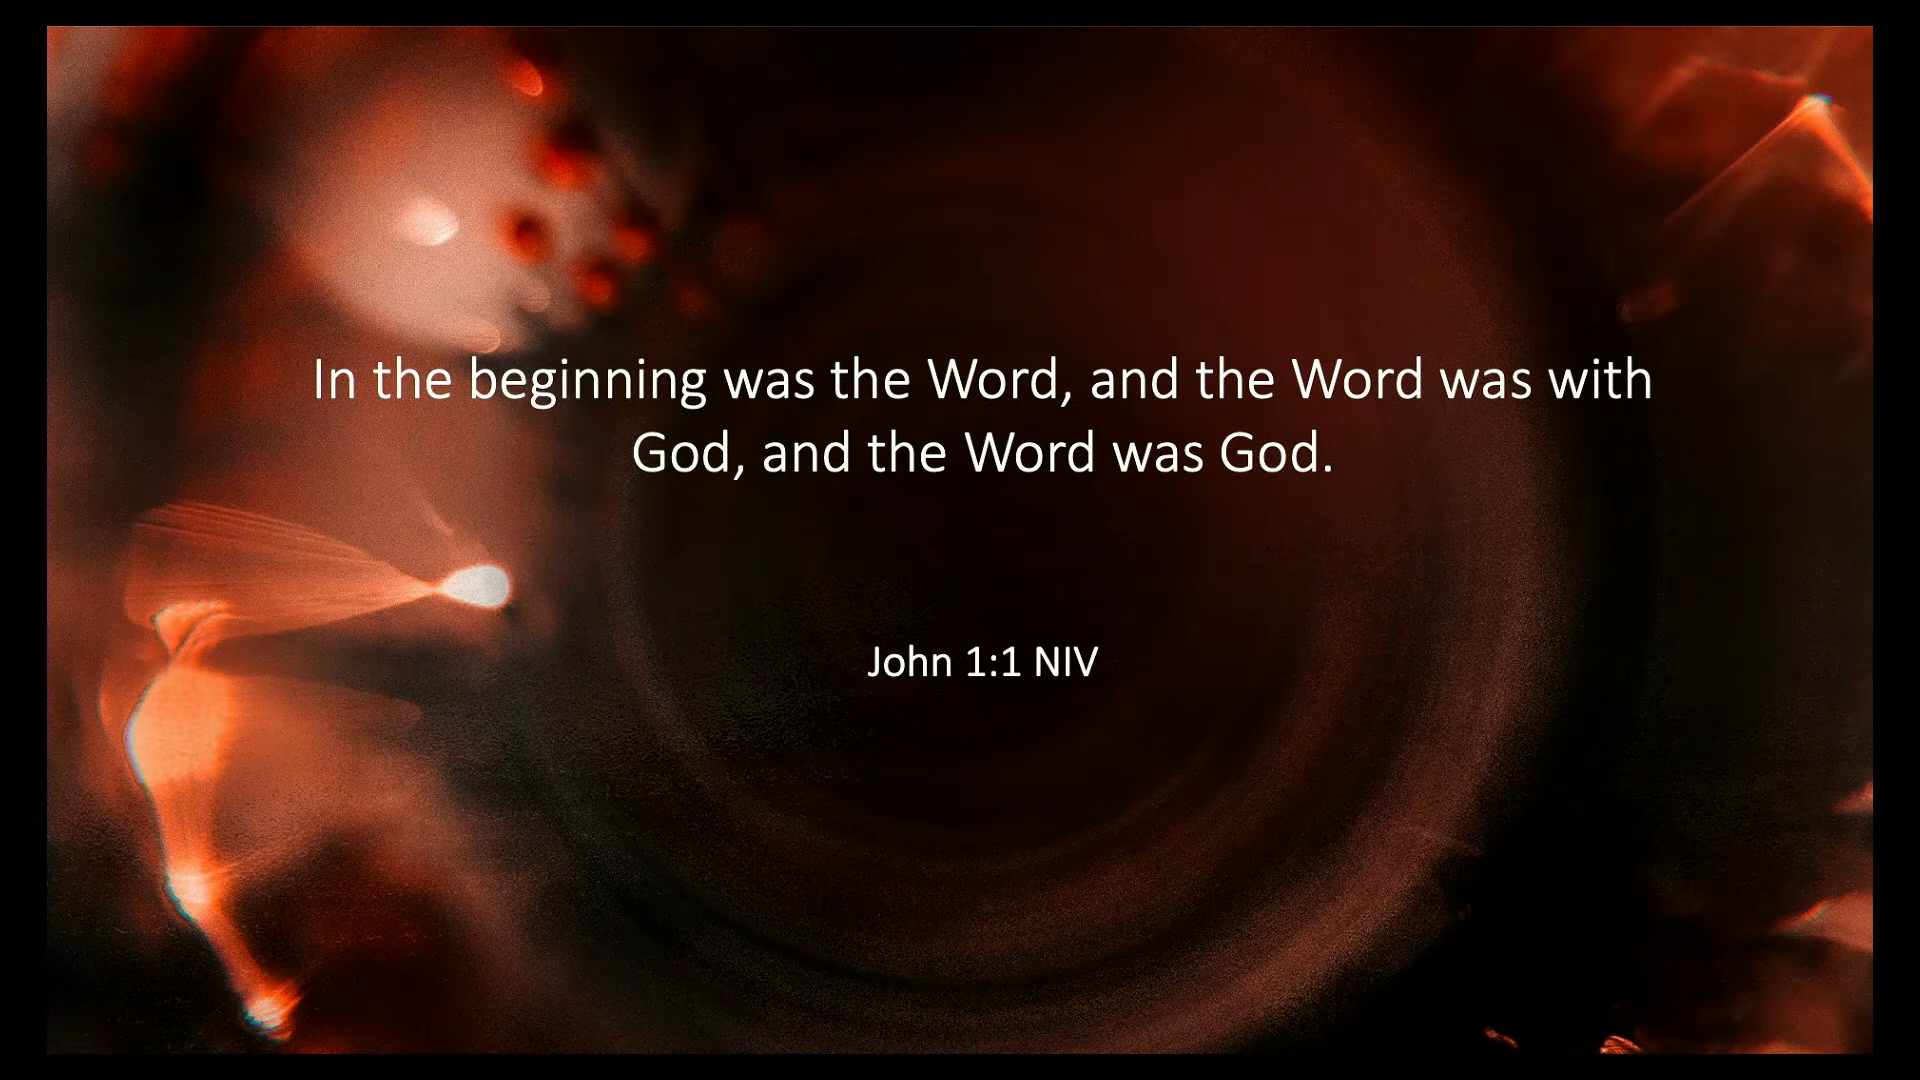 In the beginning was the Word, and the Word was with
God, and the Word was God.
John 1:1 NIV